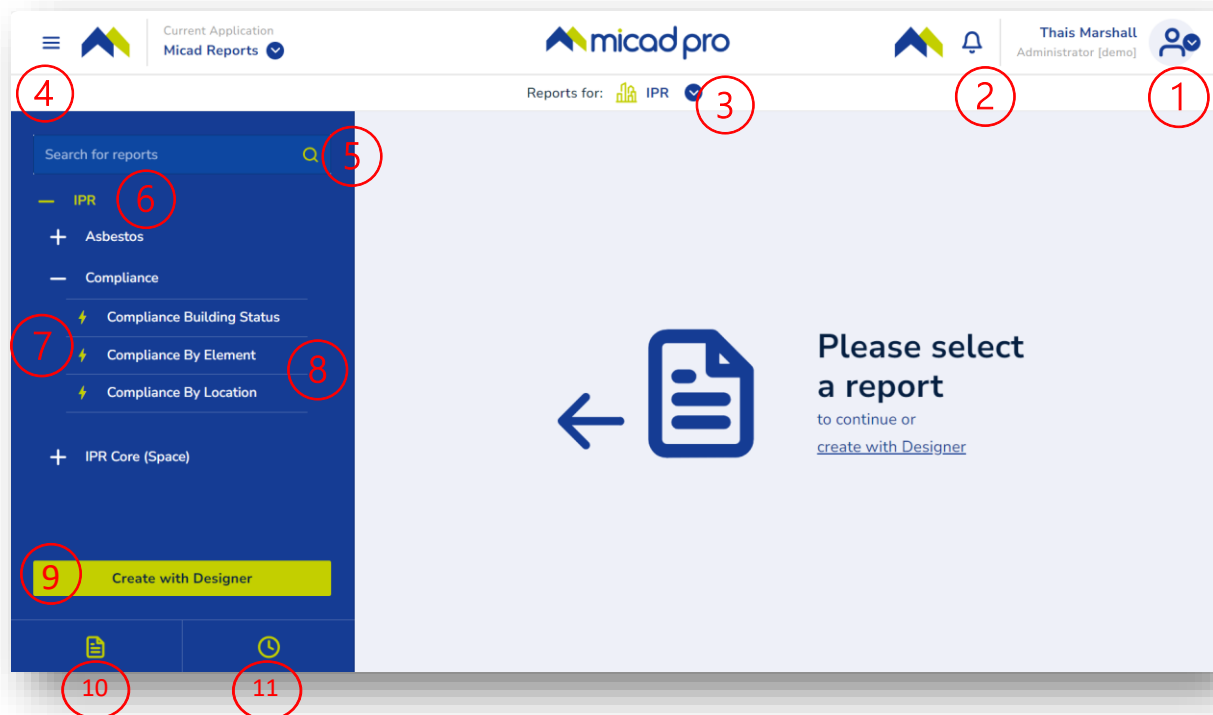 Current Application
Micad Reports
micad pro
Thais Marshall
Administrator [demo]
4
Reports for: IPR
3
2
1
Search for reports
5
IPR
6
Asbestos
Compliance
Compliance Building Status
7
Compliance By Element
8
Compliance By Location
IPR Core (Space)
Please select
a report
to continue or
create with Designer
9
Create with Designer
10
11